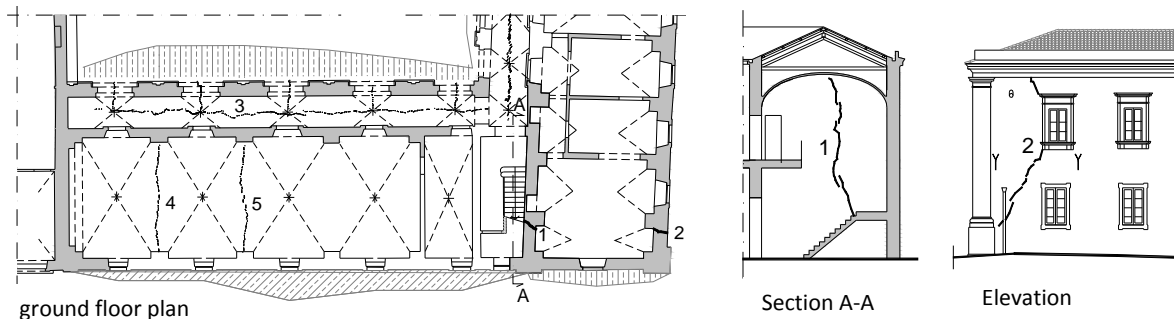 3
A
4
5
1
2
A
ground floor plan
1
Section A-A
θ
2
Elevation